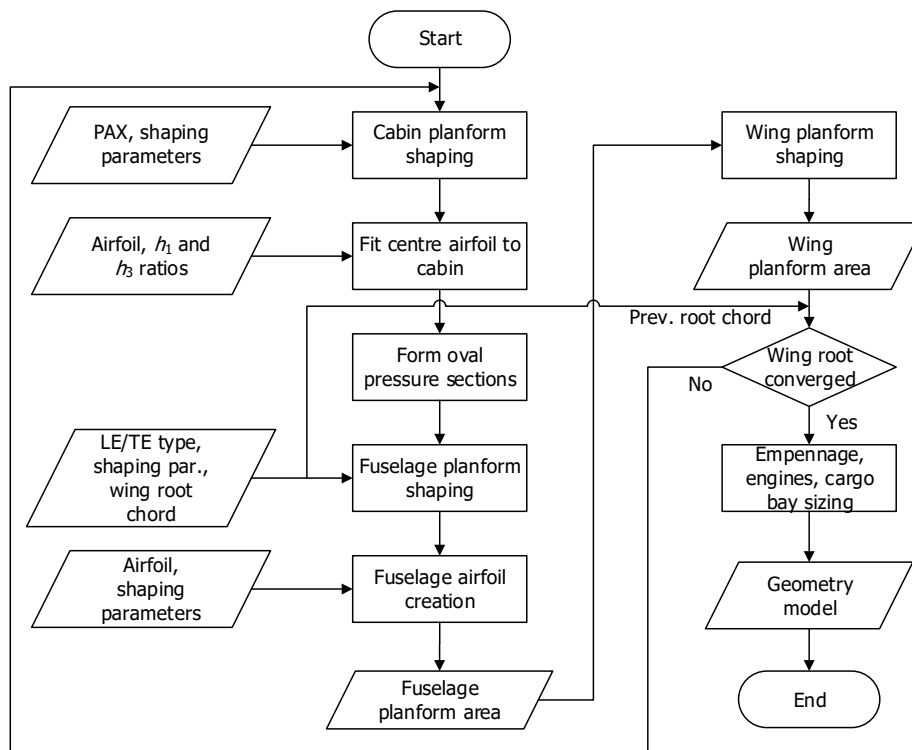 Start
PAX, shaping
parameters
Cabin planform
shaping
Wing planform
shaping
Airfoil, h₁ and
h₃ ratios
Fit centre airfoil to
cabin
Wing
planform area
Prev. root chord
Form oval
pressure sections
Wing root
converged
No
Yes
LE/TE type,
shaping par.,
wing root
chord
Fuselage planform
shaping
Empennage,
engines, cargo
bay sizing
Airfoil,
shaping
parameters
Fuselage airfoil
creation
Geometry
model
Fuselage
planform area
End